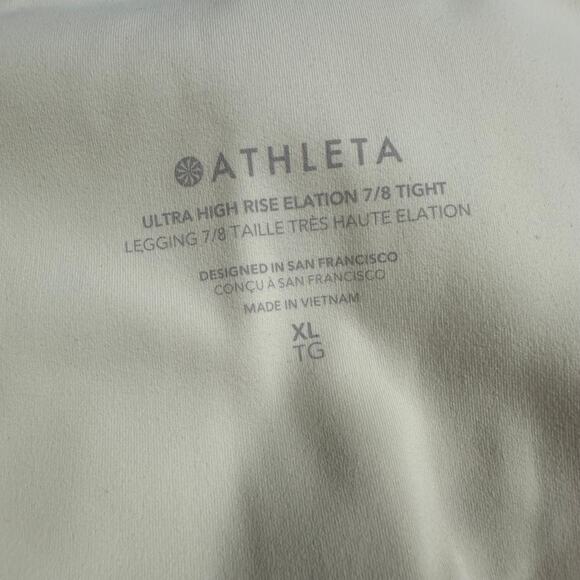 ATHLETA
ULTRA HIGH RISE ELATION 7/8 TIGHT
LEGGING 7/8 TAILLE TRÈS HAUTE ELATION
DESIGNED IN SAN FRANCISCO
CONÇU À SAN FRANCISCO
MADE IN VIETNAM
XL
TG